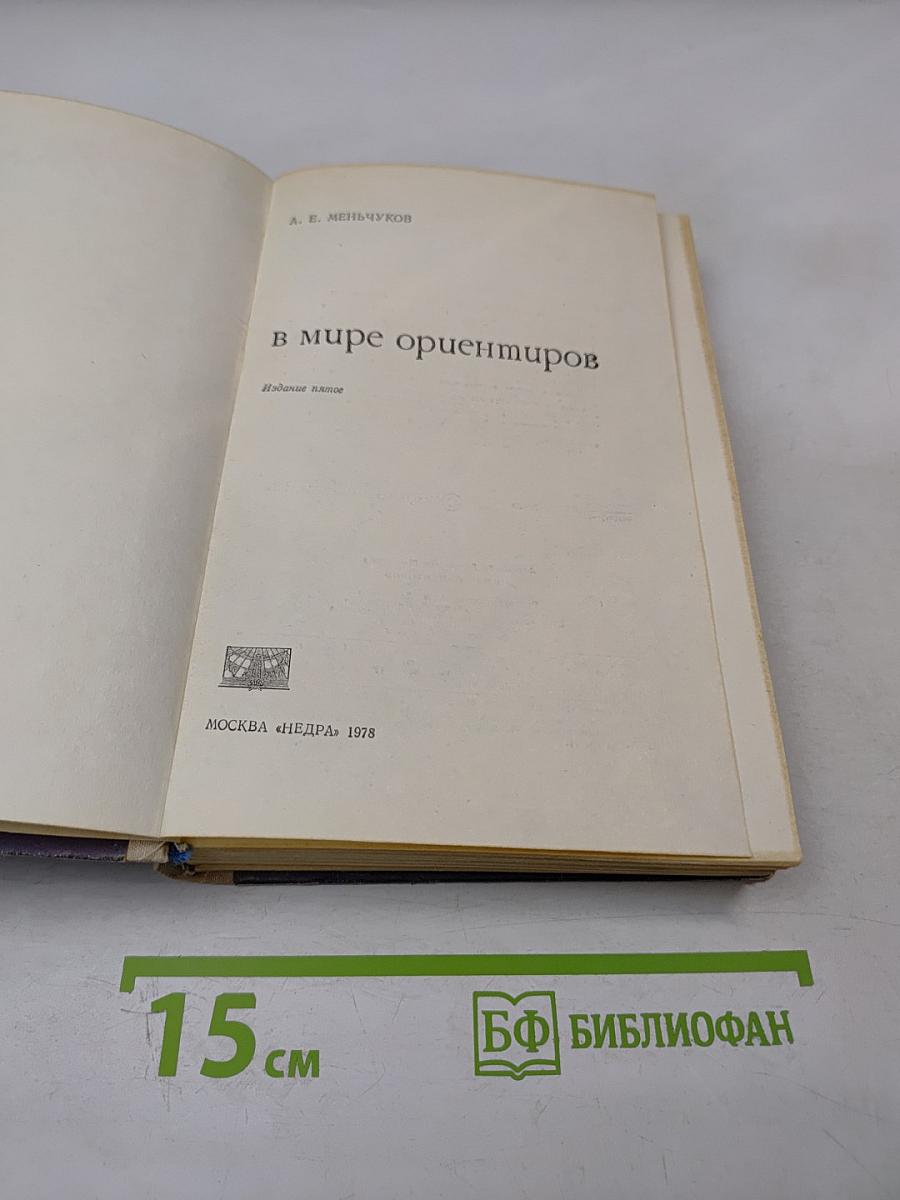 А. Е. МЕНЬЧУКОВ
в мире ориентиров
Издание пятое
МОСКВА «НЕДРА» 1978
15 см
БФ БИБЛИОФАН